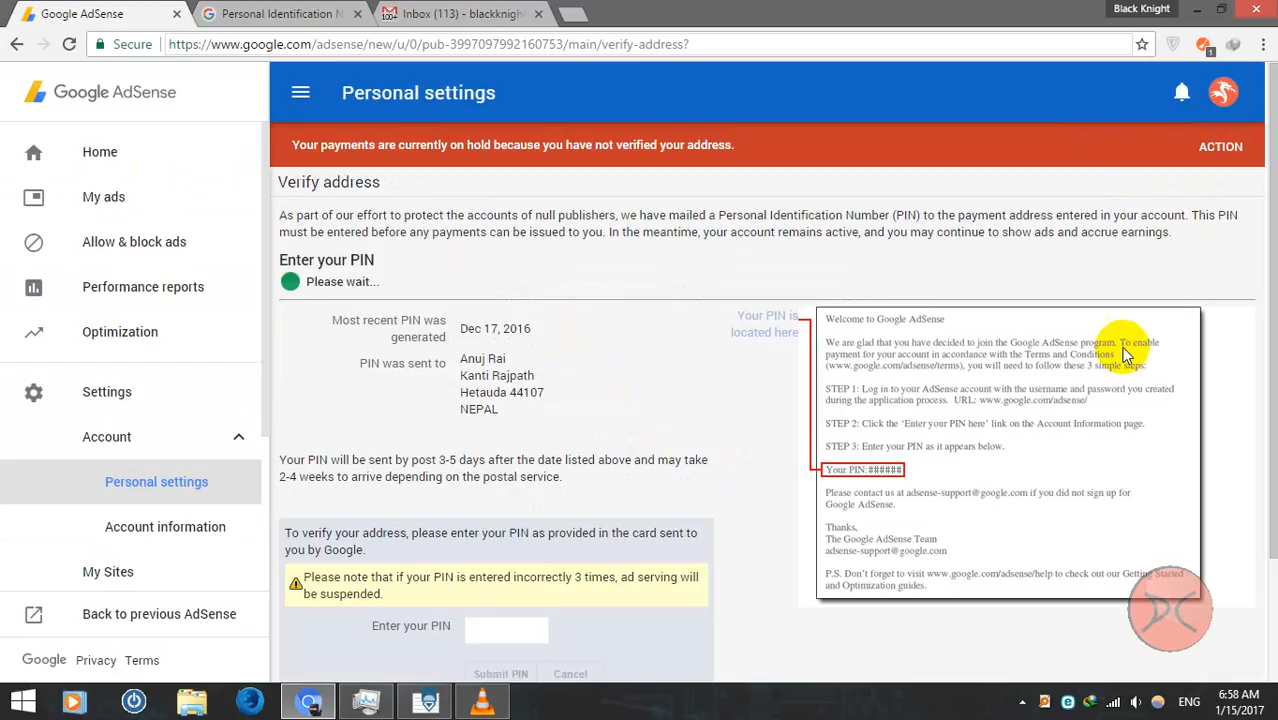 Google AdSense
Personal Identification N
Inbox (113) - blackknigh
Black Knight
Secure
https://www.google.com/adsense/new/u/0/pub-3997097992160753/main/verify-address?
Google AdSense
Personal settings
Your payments are currently on hold because you have not verified your address.
ACTION
Home
My ads
Allow & block ads
Performance reports
Optimization
Settings
Account
Personal settings
Account information
My Sites
Back to previous AdSense
Google Privacy Terms
Verify address
As part of our effort to protect the accounts of null publishers, we have mailed a Personal Identification Number (PIN) to the payment address entered in your account. This PIN
must be entered before any payments can be issued to you. In the meantime, your account remains active, and you may continue to show ads and accrue earnings.
Enter your PIN
Please wait...
Most recent PIN was
generated
Dec 17, 2016
PIN was sent to
Anuj Rai
Kanti Rajpath
Hetauda 44107
NEPAL
Your PIN will be sent by post 3-5 days after the date listed above and may take
2-4 weeks to arrive depending on the postal service.
To verify your address, please enter your PIN as provided in the card sent to
you by Google.
Please note that if your PIN is entered incorrectly 3 times, ad serving will
be suspended.
Enter your PIN
Submit PIN
Cancel
Your PIN is
located here
Welcome to Google AdSense
We are glad that you have decided to join the Google AdSense program. To enable
payment for your account in accordance with the Terms and Conditions
(www.google.com/adsense/terms), you will need to follow these 3 simple steps:
STEP 1: Log in to your AdSense account with the username and password you created
during the application process. URL: www.google.com/adsense/
STEP 2: Click the ‘Enter your PIN here’ link on the Account Information page.
STEP 3: Enter your PIN as it appears below.
Your PIN: ######
Please contact us at adsense-support@google.com if you did not sign up for
Google AdSense.
Thanks,
The Google AdSense Team
adsense-support@google.com
P.S. Don’t forget to visit www.google.com/adsense/help to check out our Getting Started
and Optimization guides.
DC
ENG
6:58 AM
1/15/2017